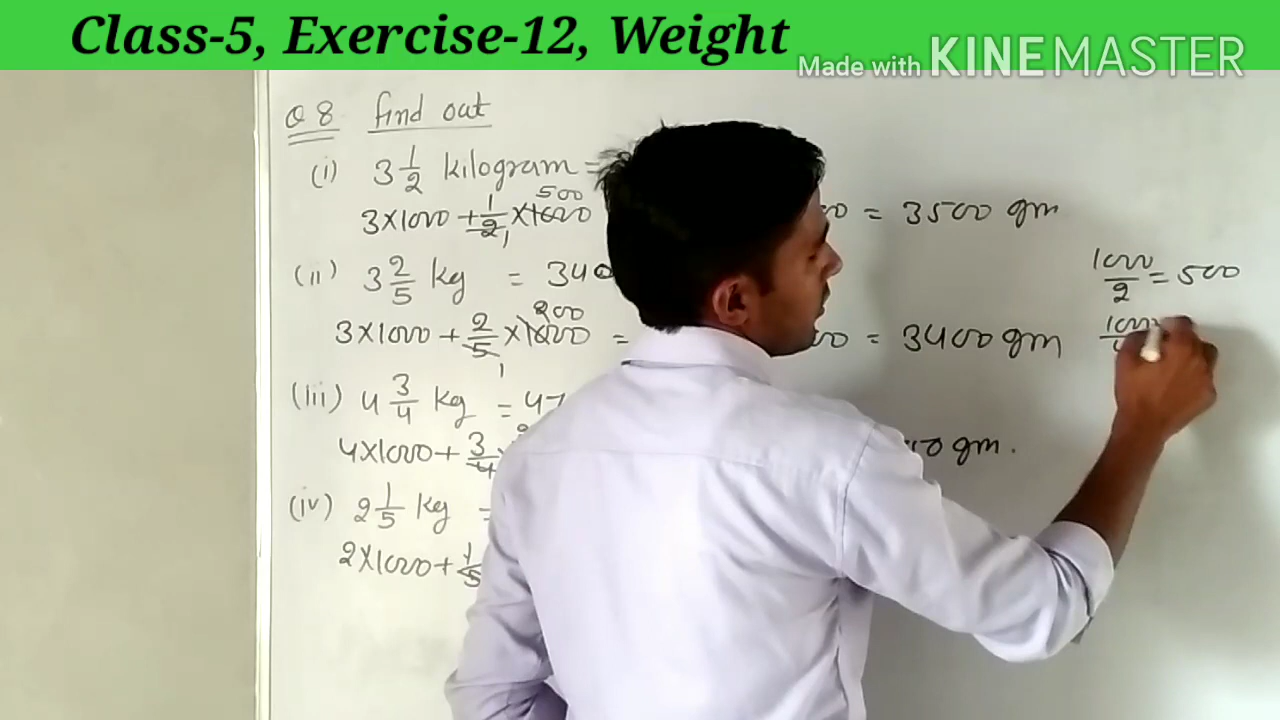 Class-5, Exercise-12, Weight
Made with KINEMASTER
Q 8 find out
(i) 3 1/2 kilogram =
3×1000 + 1/2 × 1000 500 1 = 3500 gm
(ii) 3 2/5 kg = 340
3×1000 + 2/5 × 1000 200 1 = = 3400 gm
(iii) 4 3/4 kg = 47
4×1000 + 3/4 gm.
(iv) 2 1/5 kg =
2×1000 + 1/5
1000/2 = 500
1000